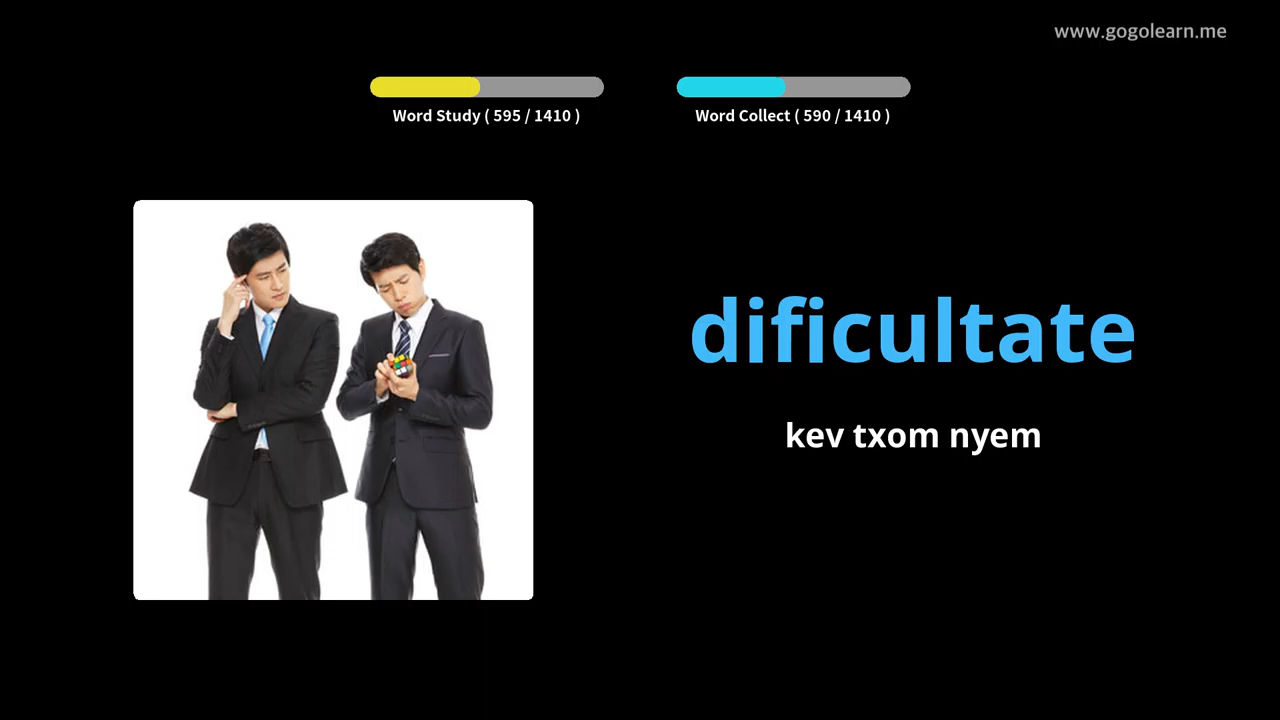 www.gogolearn.me
Word Study ( 595 / 1410 )
Word Collect ( 590 / 1410 )
dificultate
kev txom nyem